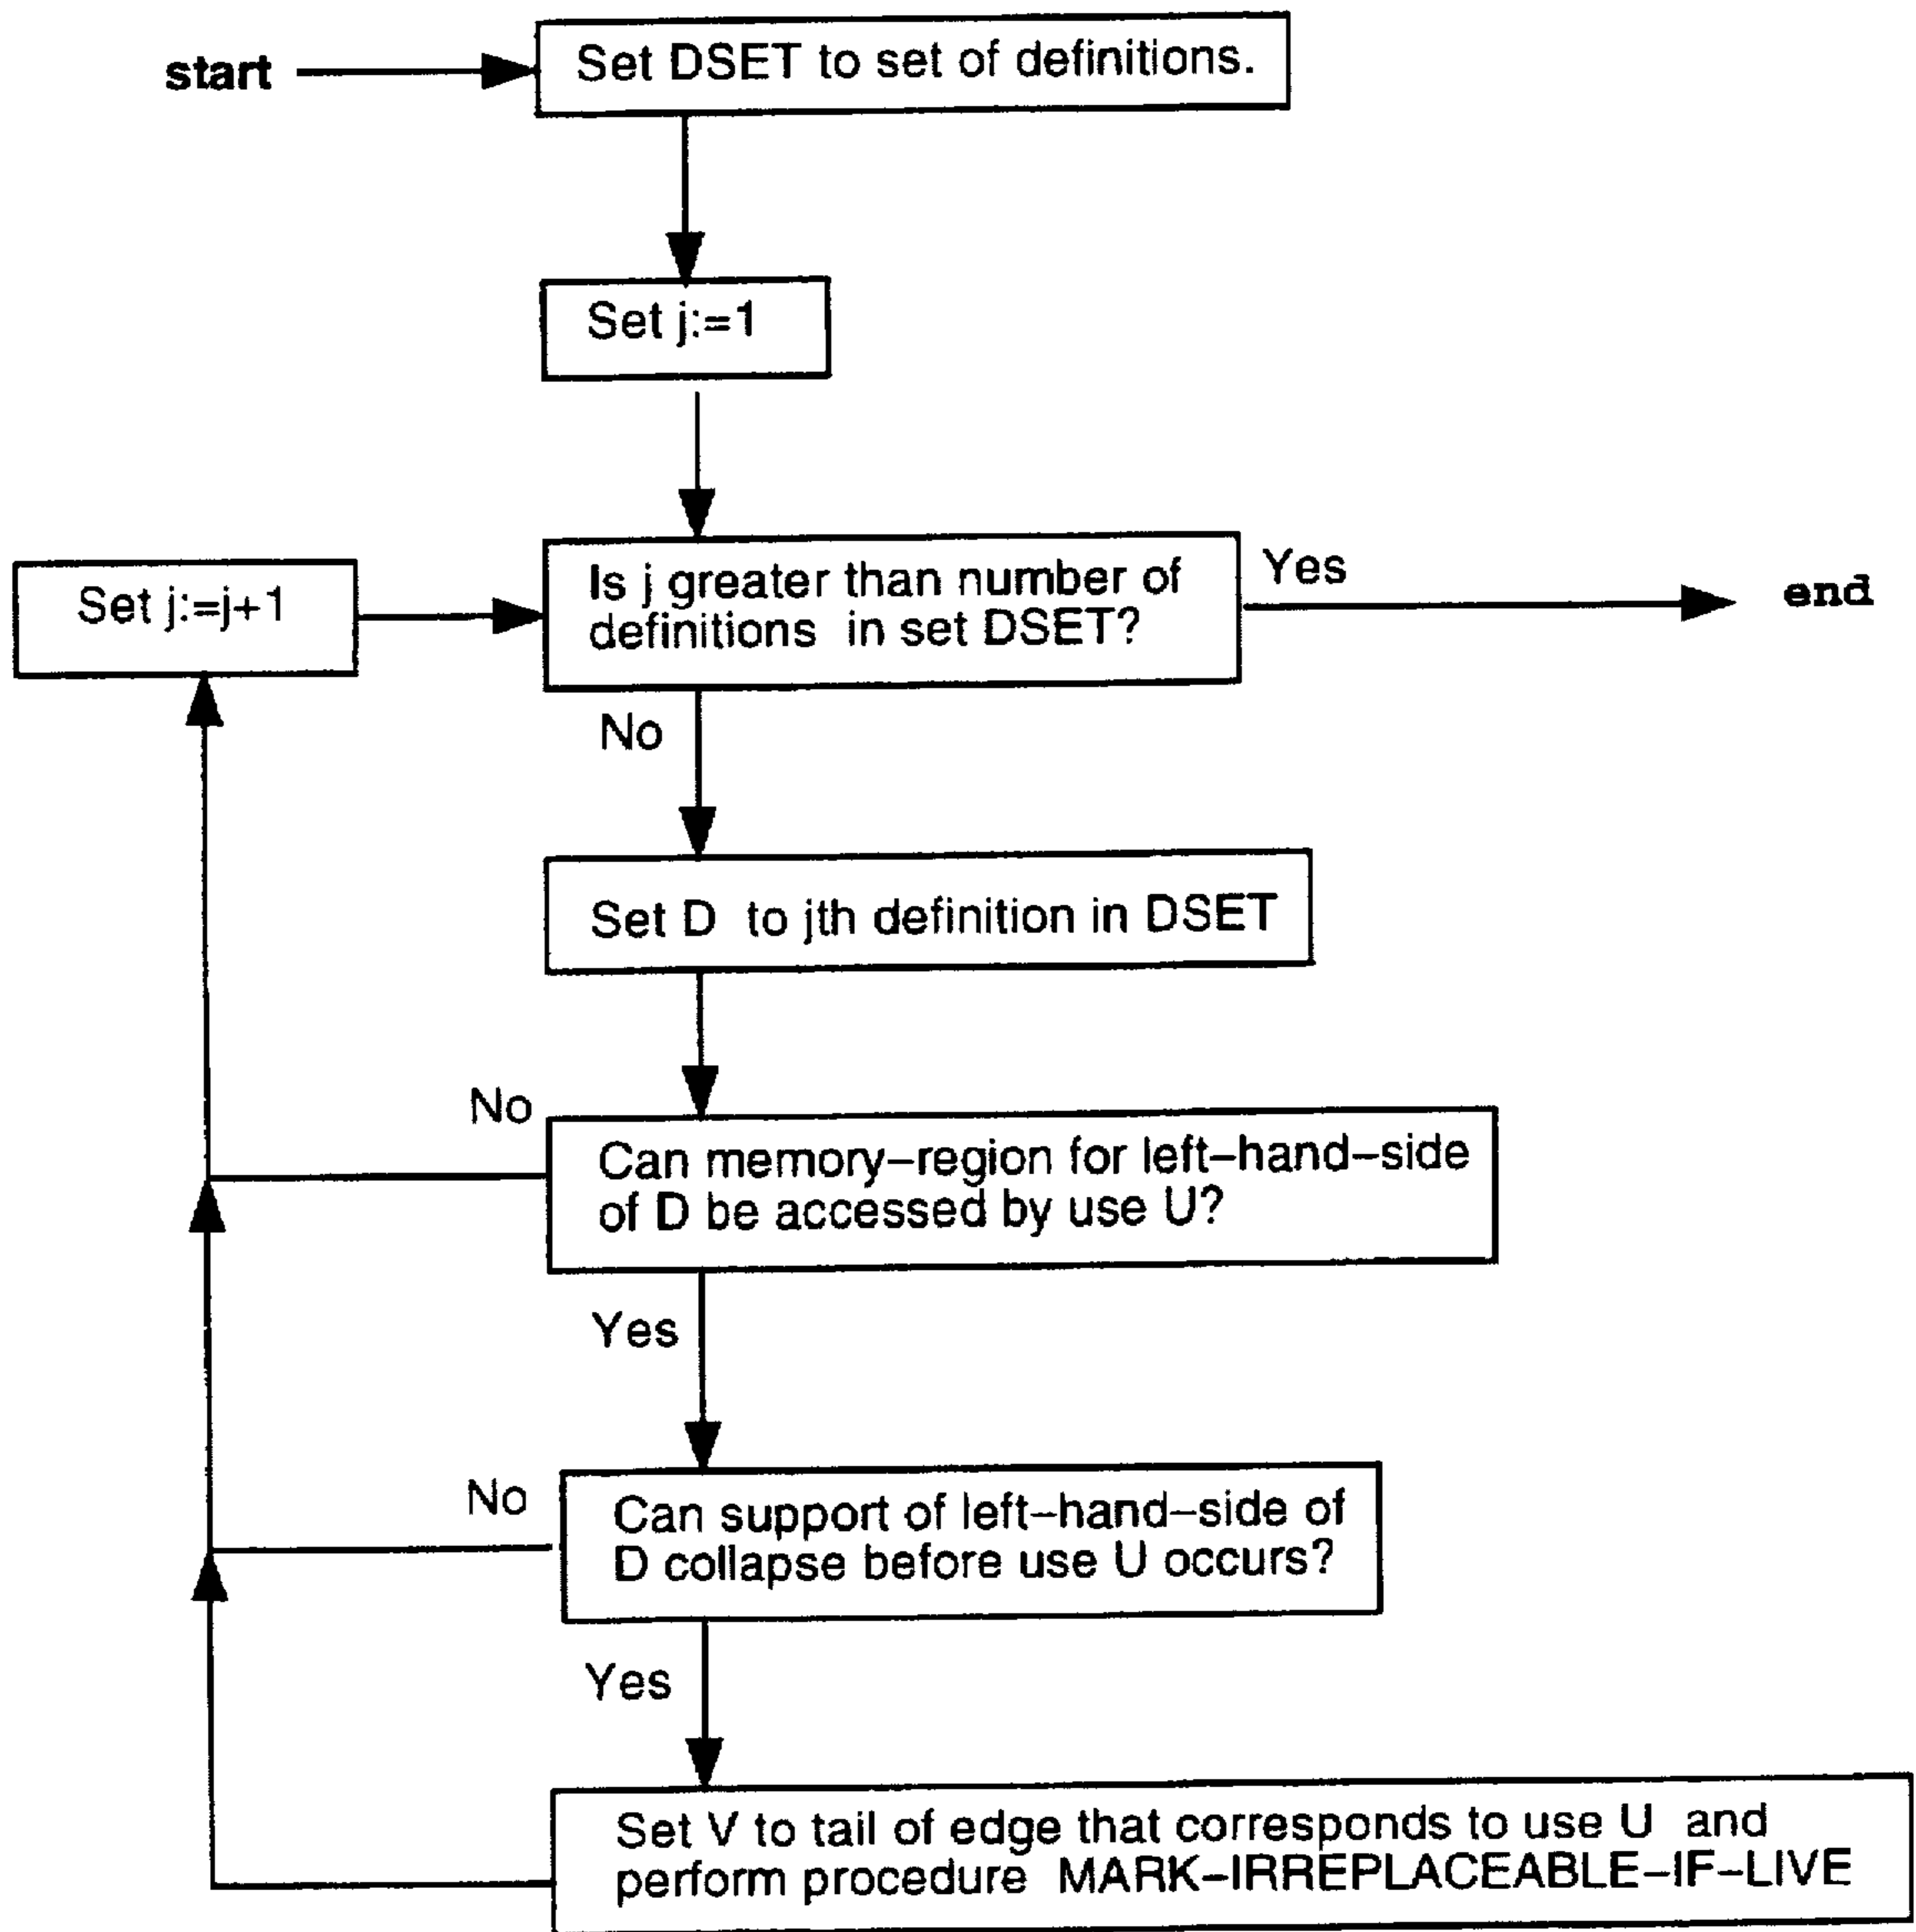 start
Set DSET to set of definitions.
Set j:=1
Set j:=j+1
Is j greater than number of
definitions in set DSET?
Yes
end
No
Set D to jth definition in DSET
No
Can memory–region for left–hand–side
of D be accessed by use U?
Yes
No
Can support of left–hand–side of
D collapse before use U occurs?
Yes
Set V to tail of edge that corresponds to use U and
perform procedure MARK–IRREPLACEABLE–IF–LIVE